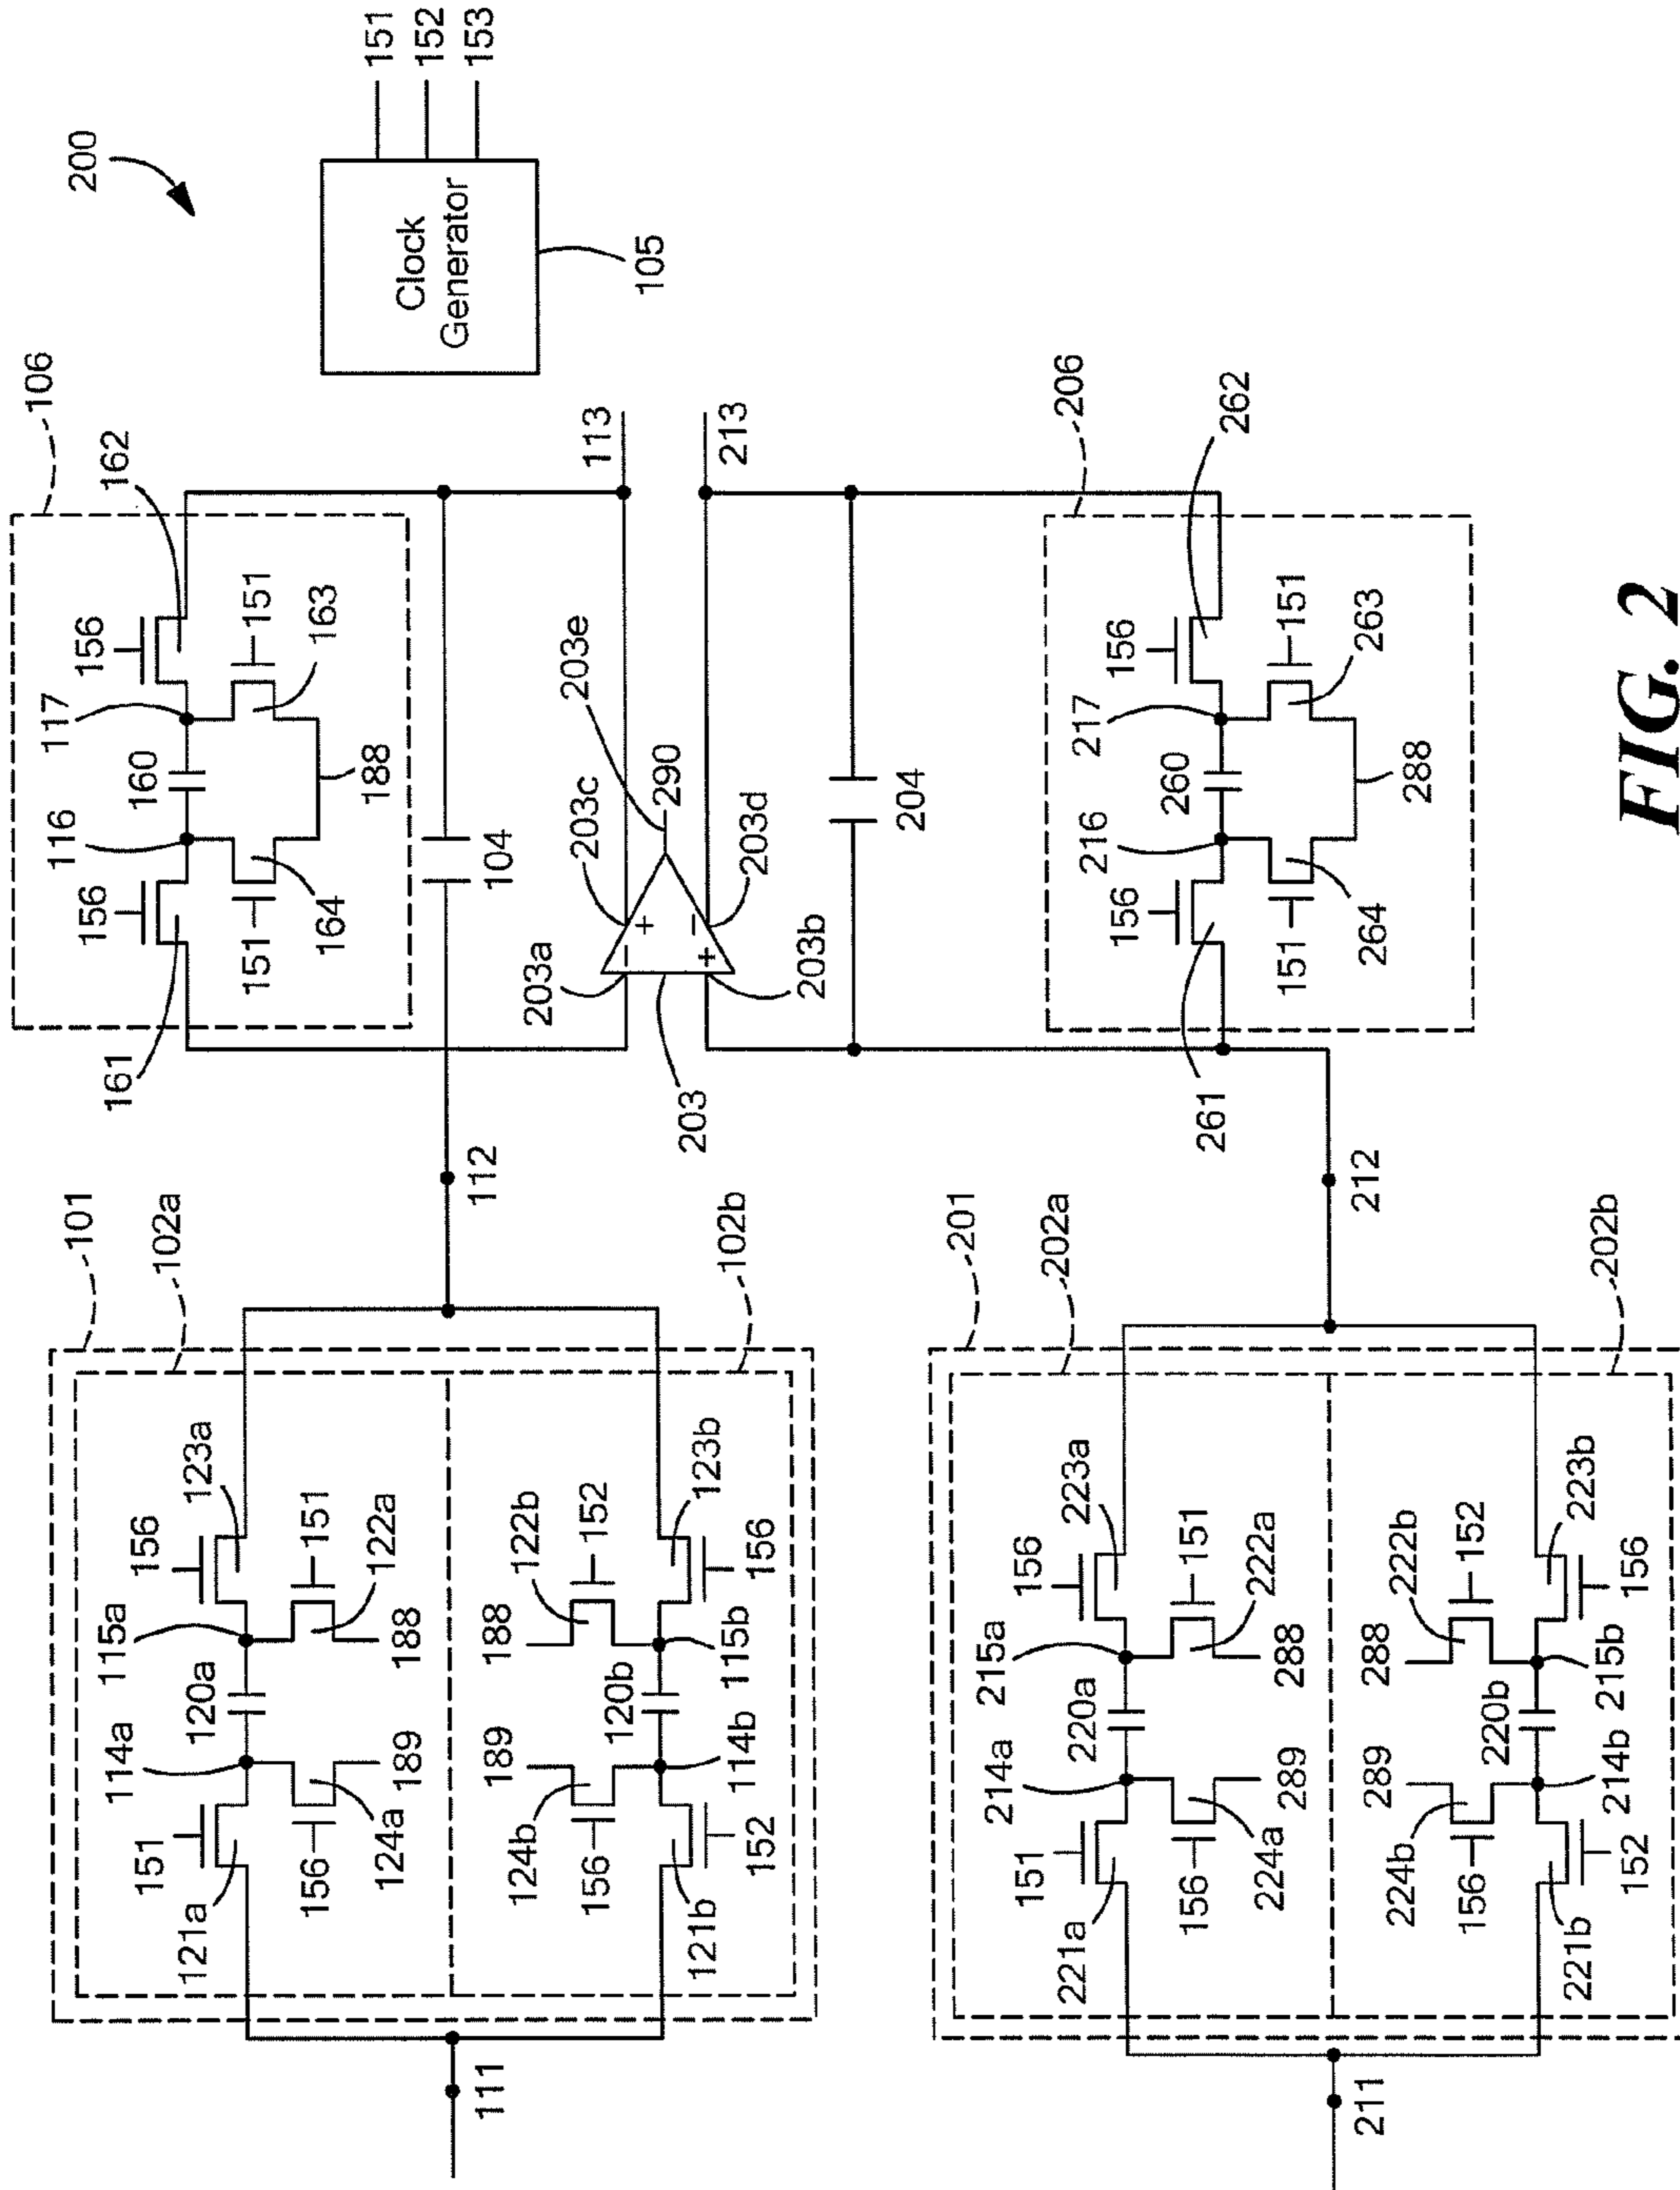 200
Clock
Generator
151
152
153
105
106
156
161
116
160
117
156
162
151
164
188
151
163
104
203a
203c
203e
290
113
213
203
203b
203d
204
206
156
261
216
260
217
156
262
151
264
288
151
263
101
102a
151
121a
114a
120a
115a
156
123a
156
124a
189
188
151
122a
102b
189
124b
156
188
122b
152
121b
152
114b
120b
115b
123b
156
111
112
201
202a
151
221a
214a
220a
215a
156
223a
156
224a
289
288
151
222a
202b
289
224b
156
288
222b
152
221b
152
214b
220b
215b
223b
156
211
212
FIG. 2